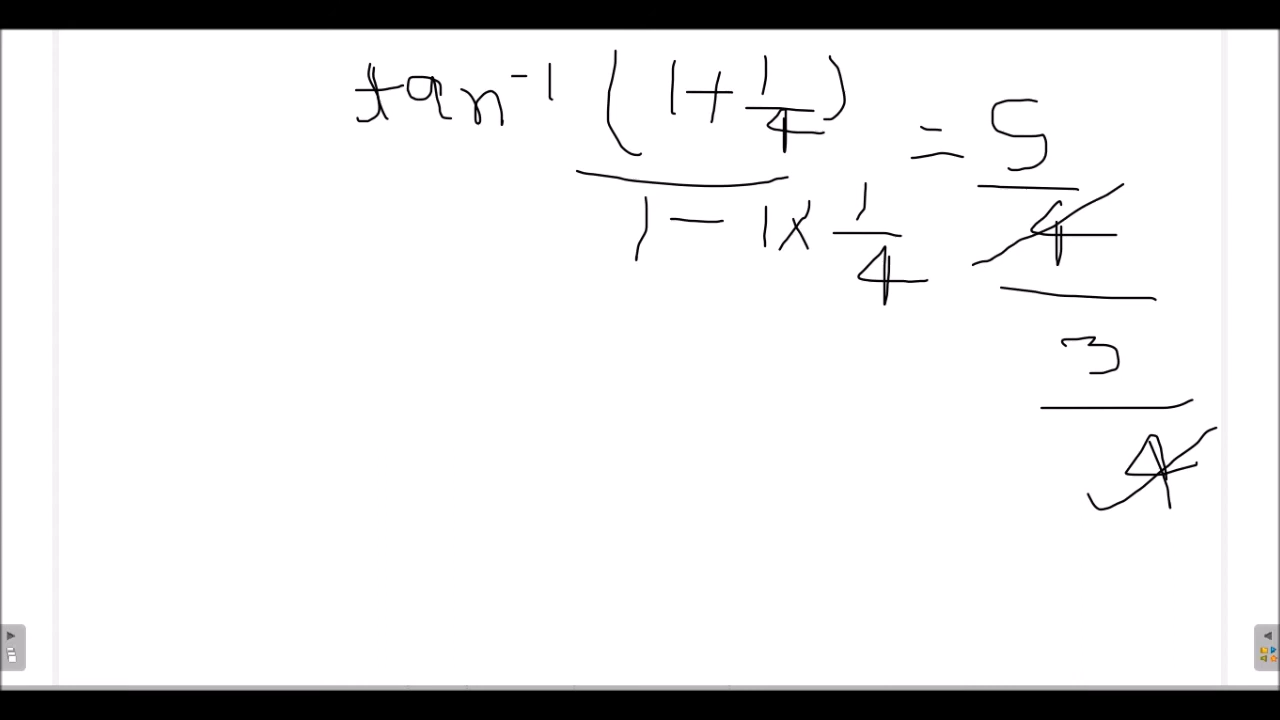 tan⁻¹ (1 + 1/4) / 1 - 1 x 1/4 = 5/4 / 3/4